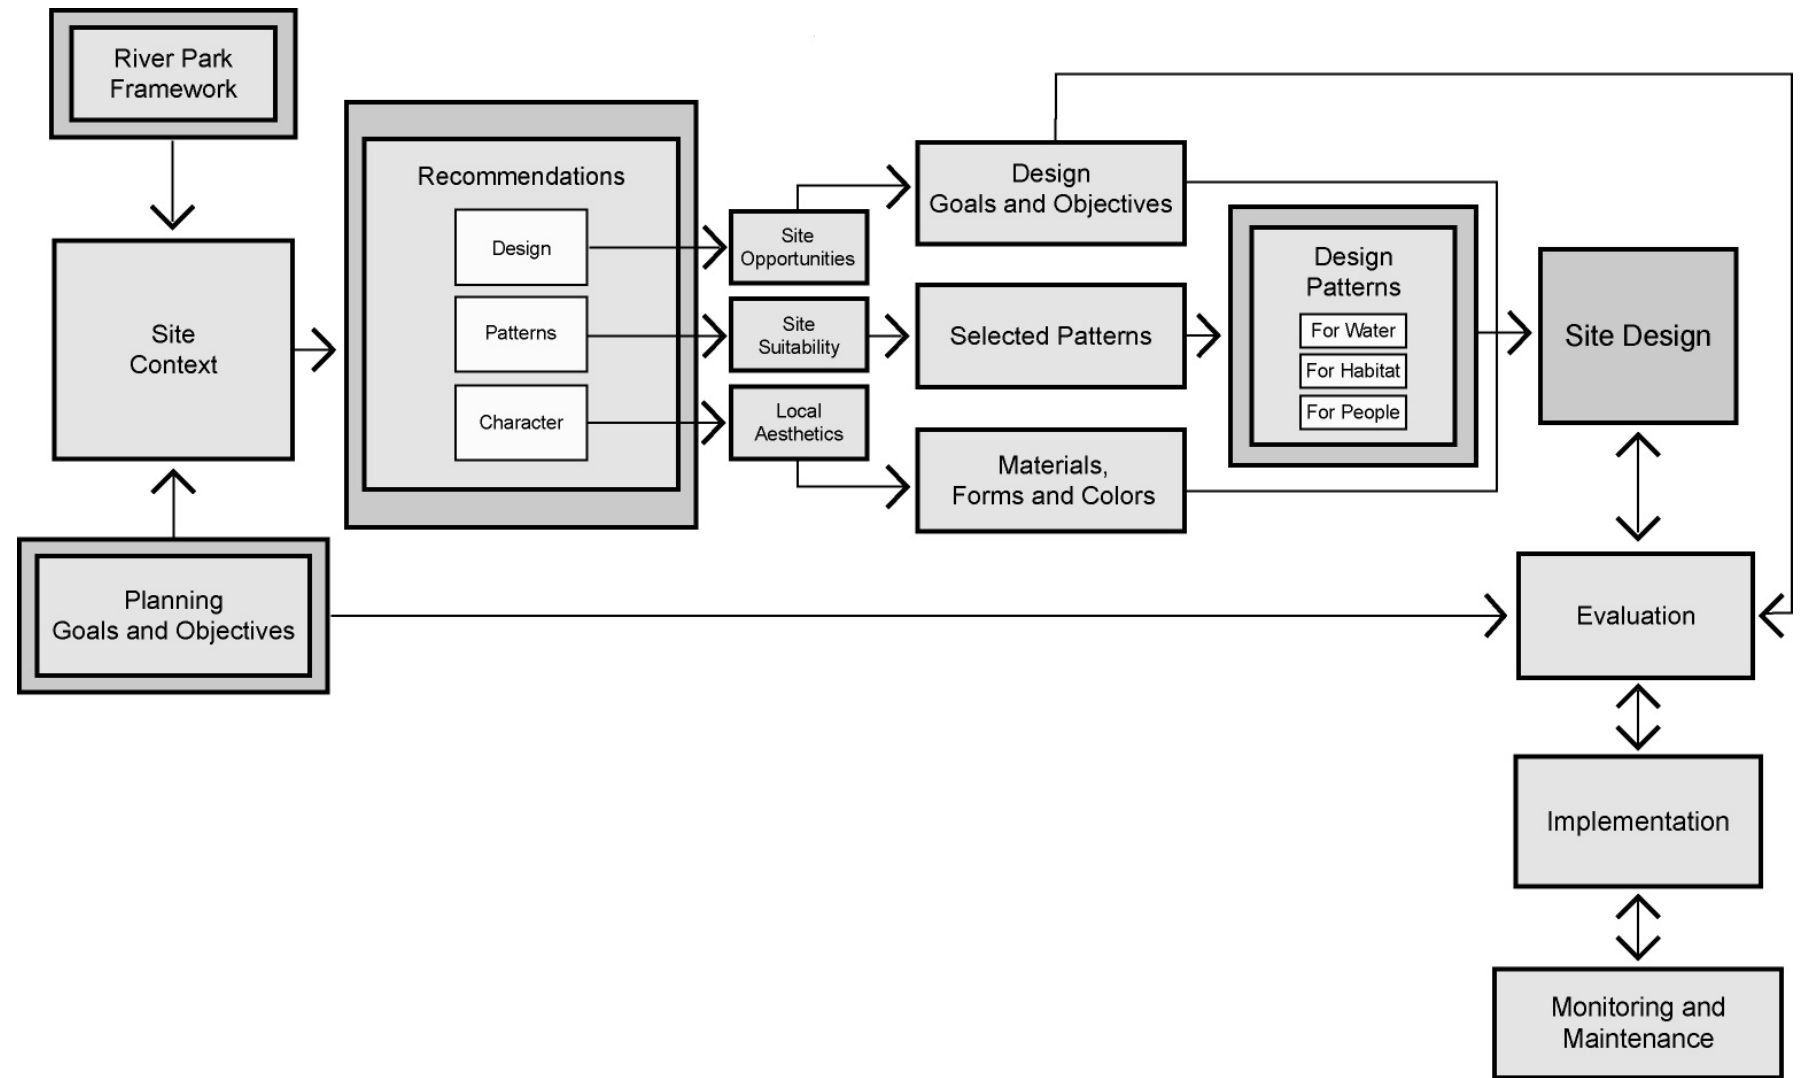 River Park
Framework
Site
Context
Planning
Goals and Objectives
Recommendations
Design
Patterns
Character
Site
Opportunities
Site
Suitability
Local
Aesthetics
Design
Goals and Objectives
Selected Patterns
Materials,
Forms and Colors
Design
Patterns
For Water
For Habitat
For People
Site Design
Evaluation
Implementation
Monitoring and
Maintenance